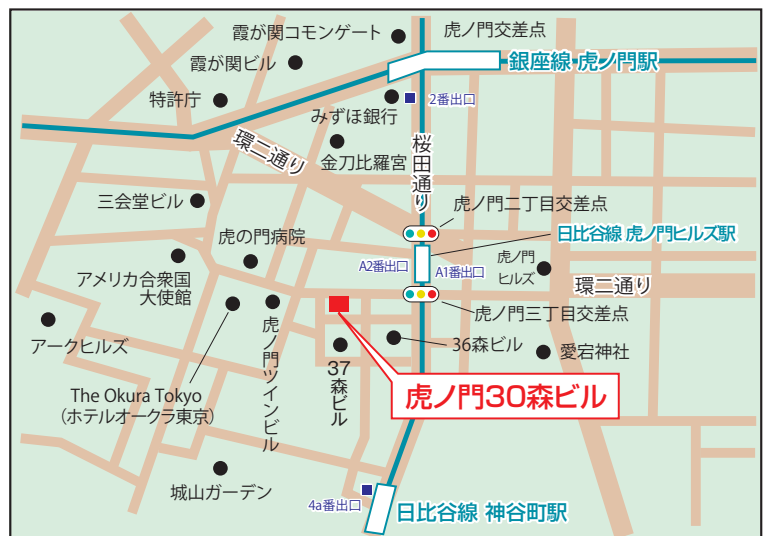 霞が関コモンゲート
虎ノ門交差点
霞が関ビル
銀座線 虎ノ門駅
特許庁
2番出口
みずほ銀行
環二通り
金刀比羅宮
桜田通り
三会堂ビル
虎ノ門二丁目交差点
虎の門病院
日比谷線 虎ノ門ヒルズ駅
アメリカ合衆国
大使館
A2番出口
A1番出口
虎ノ門
ヒルズ
環二通り
虎ノ門三丁目交差点
アークヒルズ
虎ノ門ツインビル
36森ビル
愛宕神社
The Okura Tokyo
(ホテルオークラ東京)
37森ビル
虎ノ門30森ビル
城山ガーデン
4a番出口
日比谷線 神谷町駅